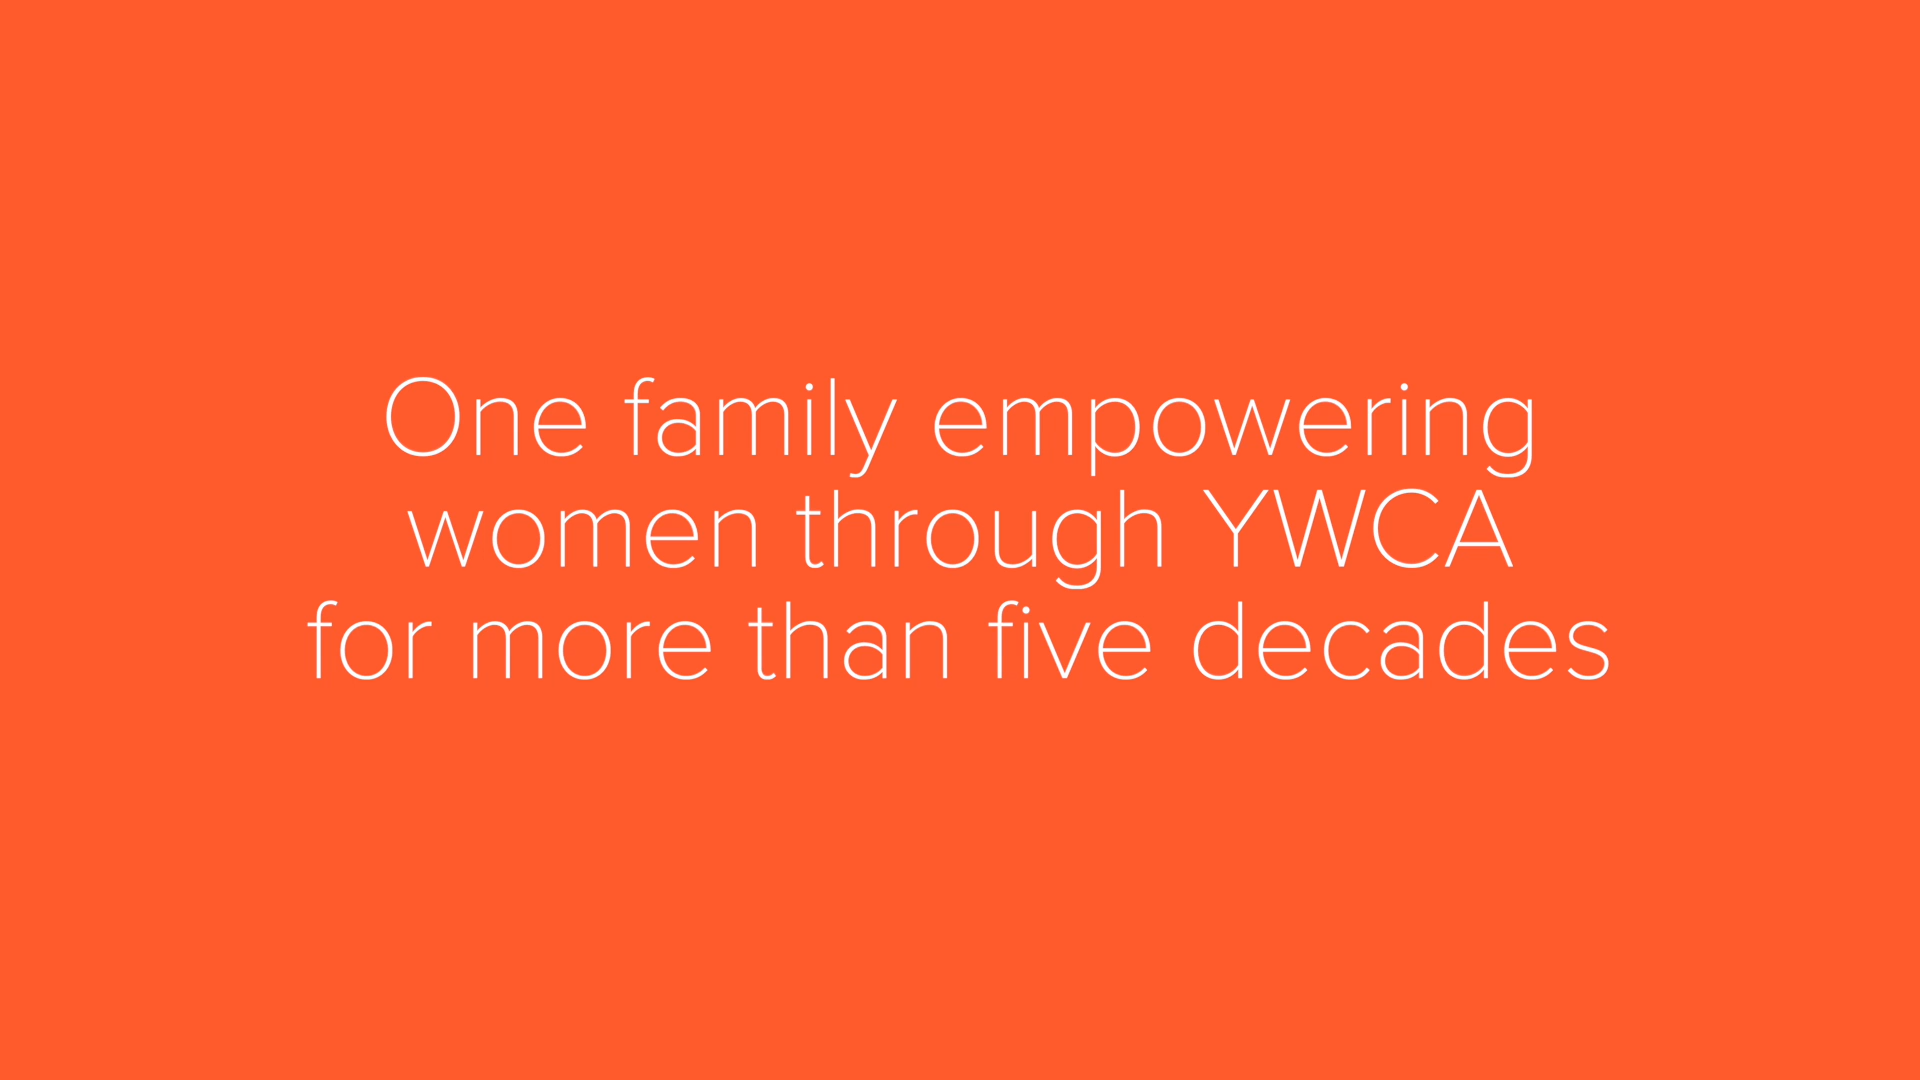 One family empowering
women through YWCA
for more than five decades